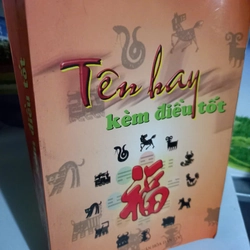 Tên hay
kèm điều tốt
福